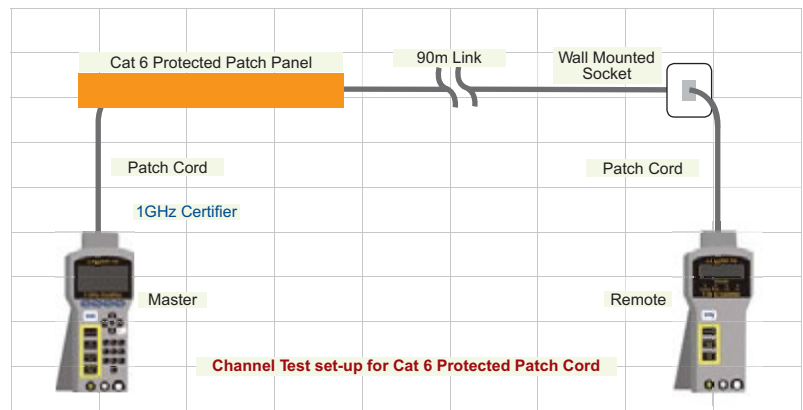 Cat 6 Protected Patch Panel
90m Link
Wall Mounted
Socket
Patch Cord
Patch Cord
1GHz Certifier
Master
Remote
Channel Test set-up for Cat 6 Protected Patch Cord